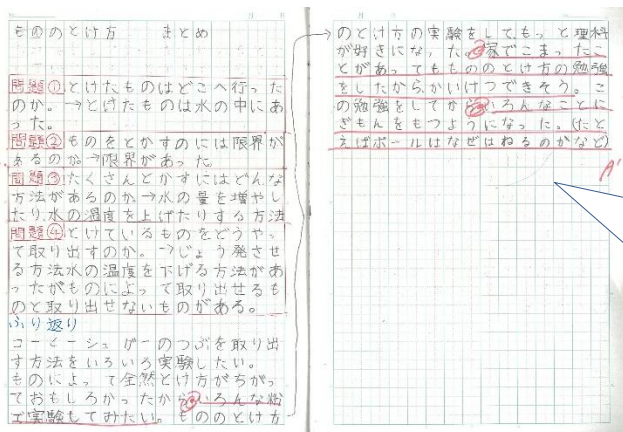 もののとけ方 まとめ
問題①とけたものはどこへ行った
のか。→とけたものは水の中にあ
った。
問題②ものをとかすのには限界が
あるのか→限界があった。
問題③たくさんとかすにはどんな
方法があるのか→水の量を増やし
たり、水の温度を上げたりする方法
問題④とけているものをどうやっ
て取り出すのか。→じょう発させ
る方法水の温度を下げる方法があ
ったがものによって取り出せるも
のと取り出せないものがある。
ふり返り
コーヒーシュガーのつぶを取り出
す方法をいろいろ実験したい。
ものによって全然とけ方がちがっ
ておもしろかったからいろんな粉
で実験してみたい。もののとけ方
のとけ方の実験をしてもっと理科
が好きになった。家でこまったこ
とがあってももののとけ方の勉強
をしたからかいけつできそう。こ
の勉強をしてからいろんなことに
ぎもんをもつようになった。(たと
えばボールはなぜはねるのかなど)
A